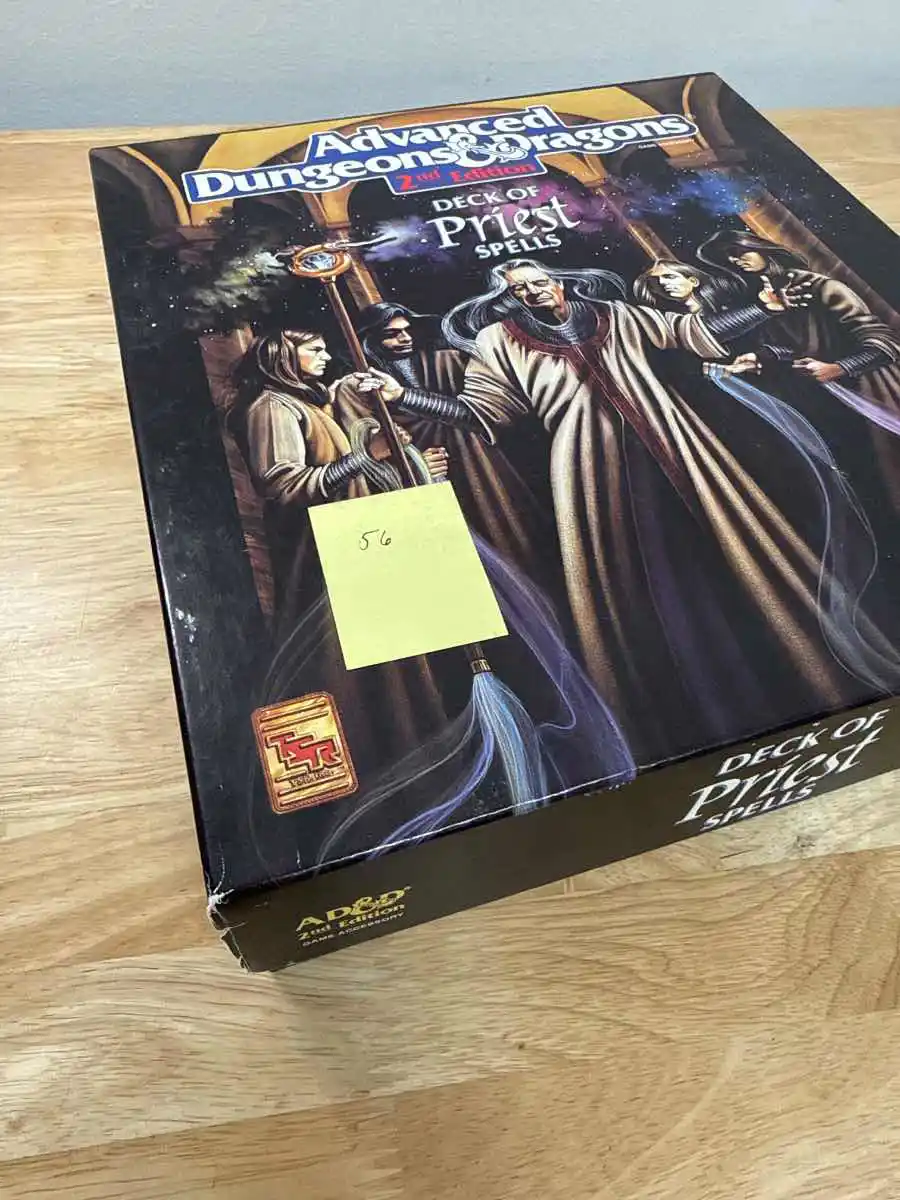 Advanced
Dungeons & Dragons®
2nd Edition
DECK OF
Priest
SPELLS
56
TSR
DECK OF
Priest
SPELLS
AD&D®
2nd Edition
GAME ACCESSORY